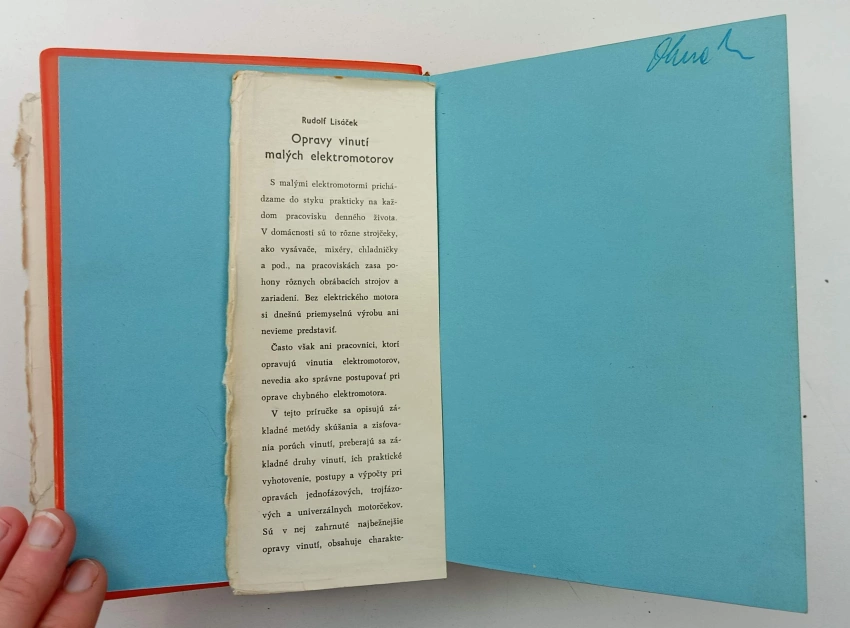 Rudolf Lisáček
Opravy vinutí
malých elektromotorov
S malými elektromotormi prichá-
dzame do styku prakticky na kaž-
dom pracovisku denného života.
V domácnosti sú to rôzne strojčeky,
ako vysávače, mixéry, chladničky
a pod., na pracoviskách zasa po-
hony rôznych obrábacích strojov a
zariadení. Bez elektrického motora
si dnešnú priemyselnú výrobu ani
nevieme predstaviť.
Často však ani pracovníci, ktorí
opravujú vinutia elektromotorov,
nevedia ako správne postupovať pri
oprave chybného elektromotora.
V tejto príručke sa opisujú zá-
kladné metódy skúšania a zisťova-
nia porúch vinutí, preberajú sa zá-
kladné druhy vinutí, ich praktické
vyhotovenie, postupy a výpočty pri
opravách jednofázových, trojfázo-
vých a univerzálnych motorčekov.
Sú v nej zahrnuté najbežnejšie
opravy vinutí, obsahuje charakte-